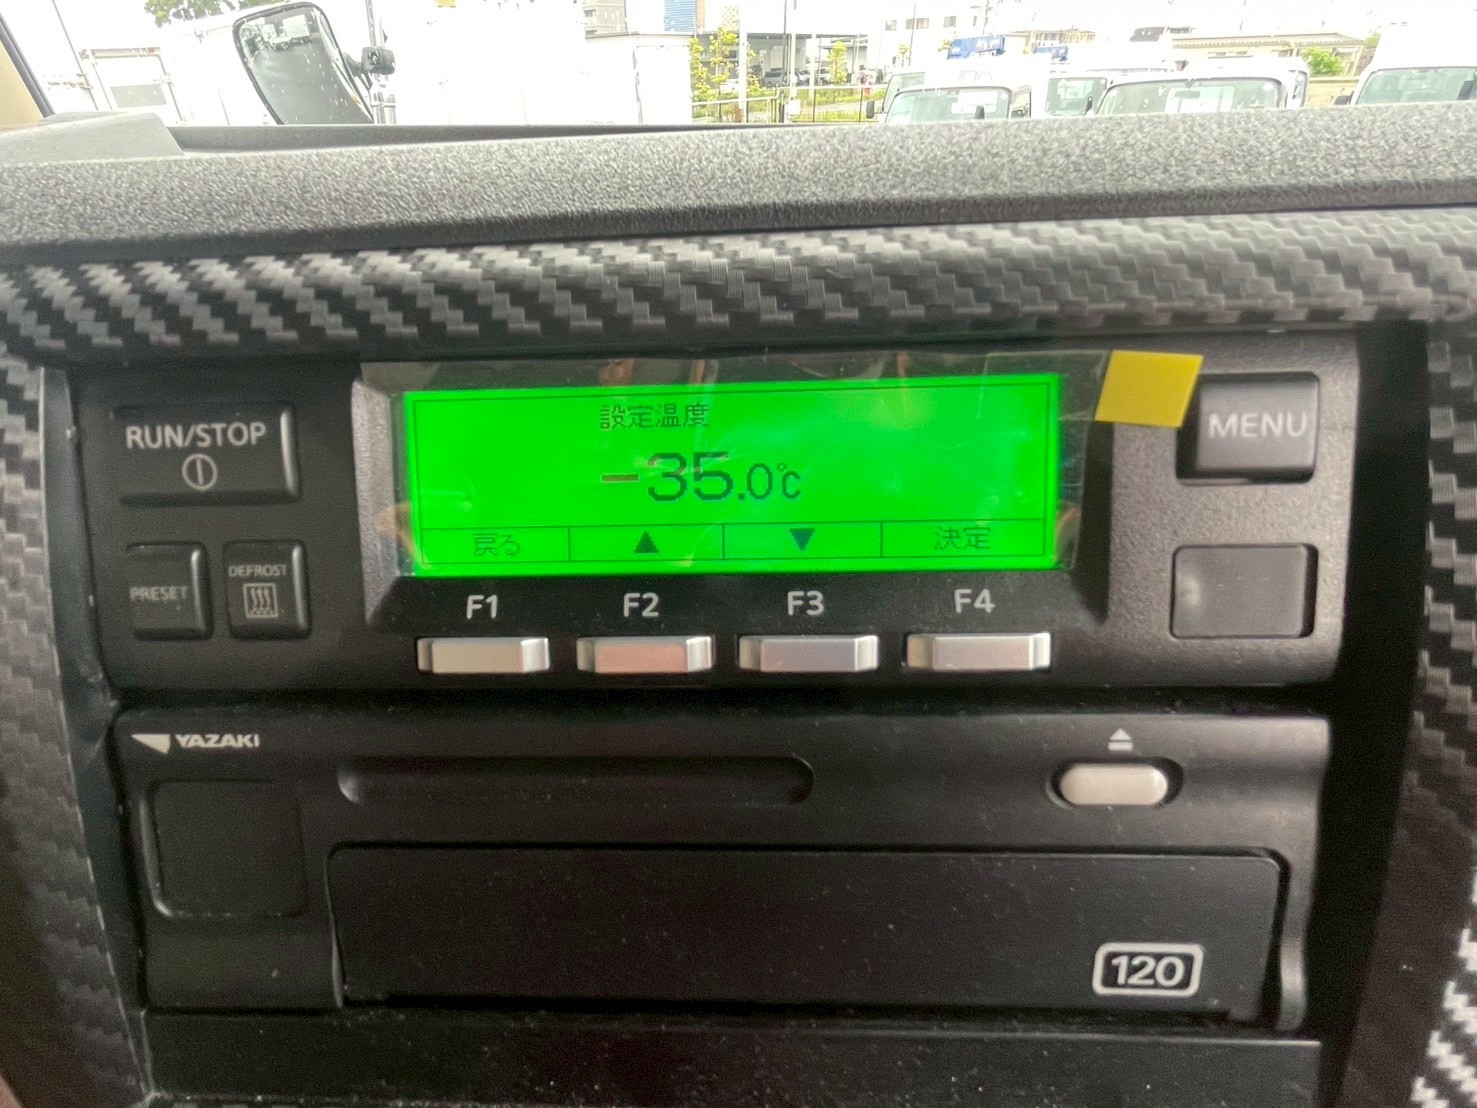 設定温度
-35.0℃
戻る ▲ ▼ 決定
RUN/STOP
MENU
PRESET
DEFROST
F1 F2 F3 F4
YAZAKI
120